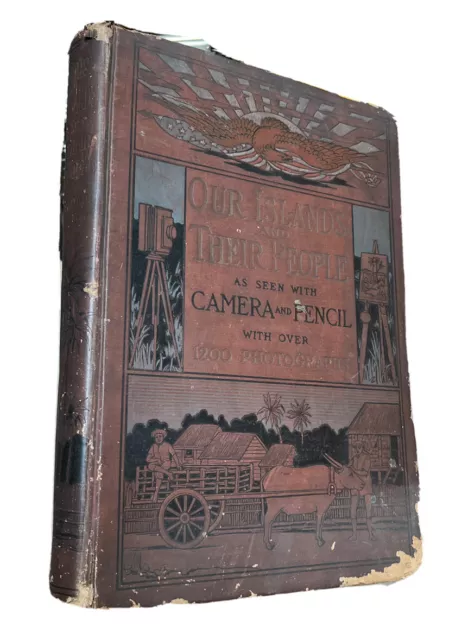 OUR ISLANDS
AND
THEIR PEOPLE
AS SEEN WITH
CAMERA AND PENCIL
WITH OVER
1200 PHOTOGRAPHS